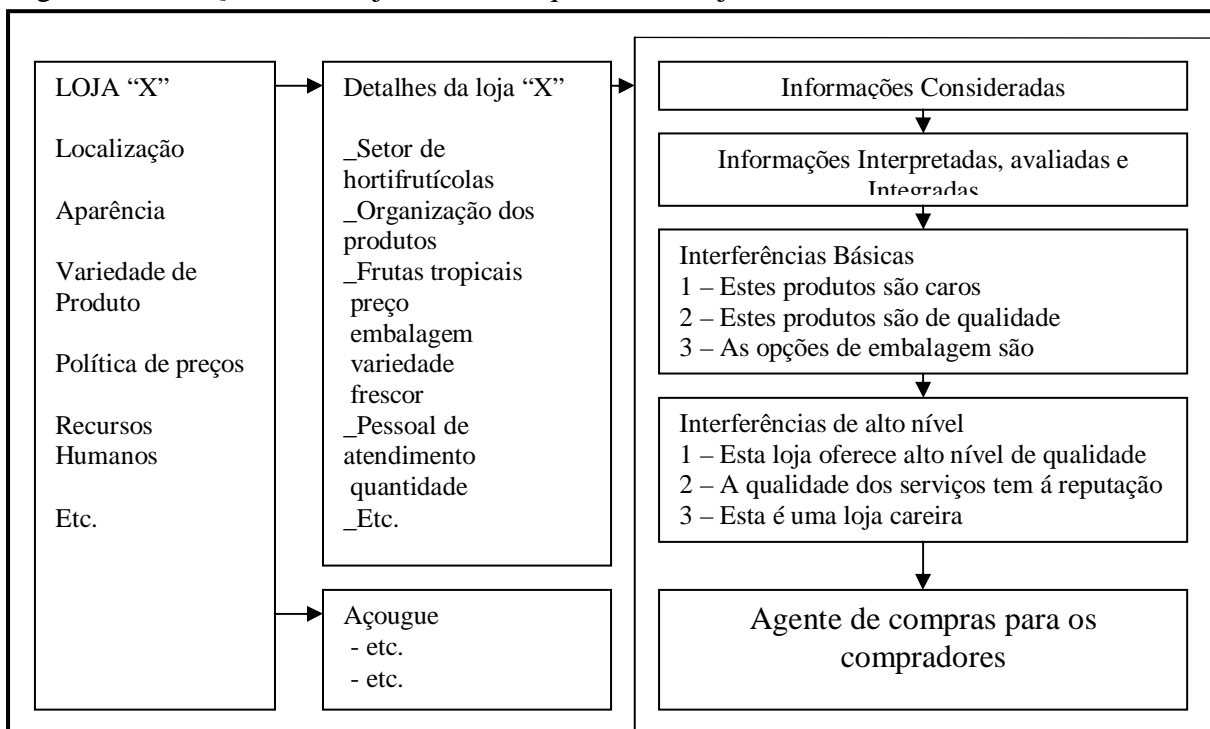 LOJA “X”
Localização
Aparência
Variedade de
Produto
Política de preços
Recursos
Humanos
Etc.
Detalhes da loja “X”
_Setor de
hortifrutícolas
_Organização dos
produtos
_Frutas tropicais
preço
embalagem
variedade
frescor
_Pessoal de
atendimento
quantidade
_Etc.
Açougue
- etc.
- etc.
Informações Consideradas
Informações Interpretadas, avaliadas e
Integradas
Interferências Básicas
1 – Estes produtos são caros
2 – Estes produtos são de qualidade
3 – As opções de embalagem são
Interferências de alto nível
1 – Esta loja oferece alto nível de qualidade
2 – A qualidade dos serviços tem á reputação
3 – Esta é uma loja careira
Agente de compras para os
compradores